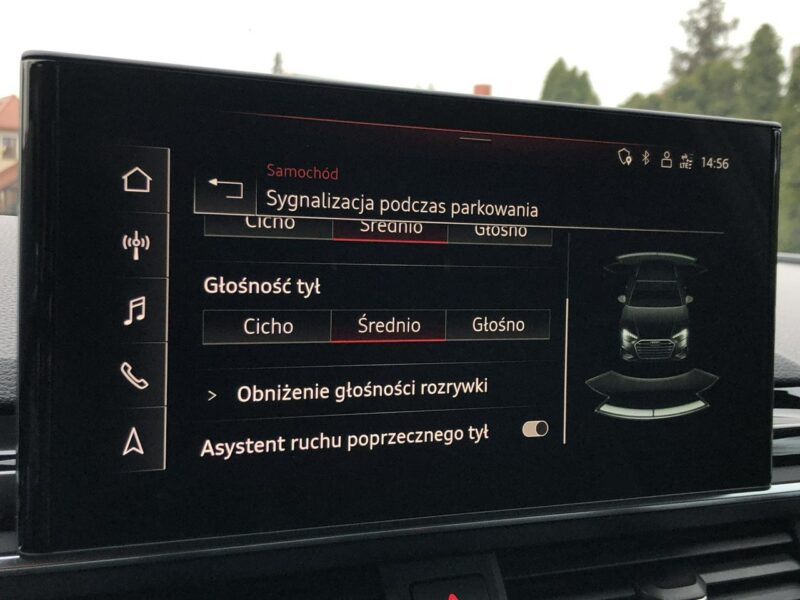 14:56
Samochód
Sygnalizacja podczas parkowania
Cicho Średnio Głośno
Głośność tył
Cicho Średnio Głośno
> Obniżenie głośności rozrywki
Asystent ruchu poprzecznego tył